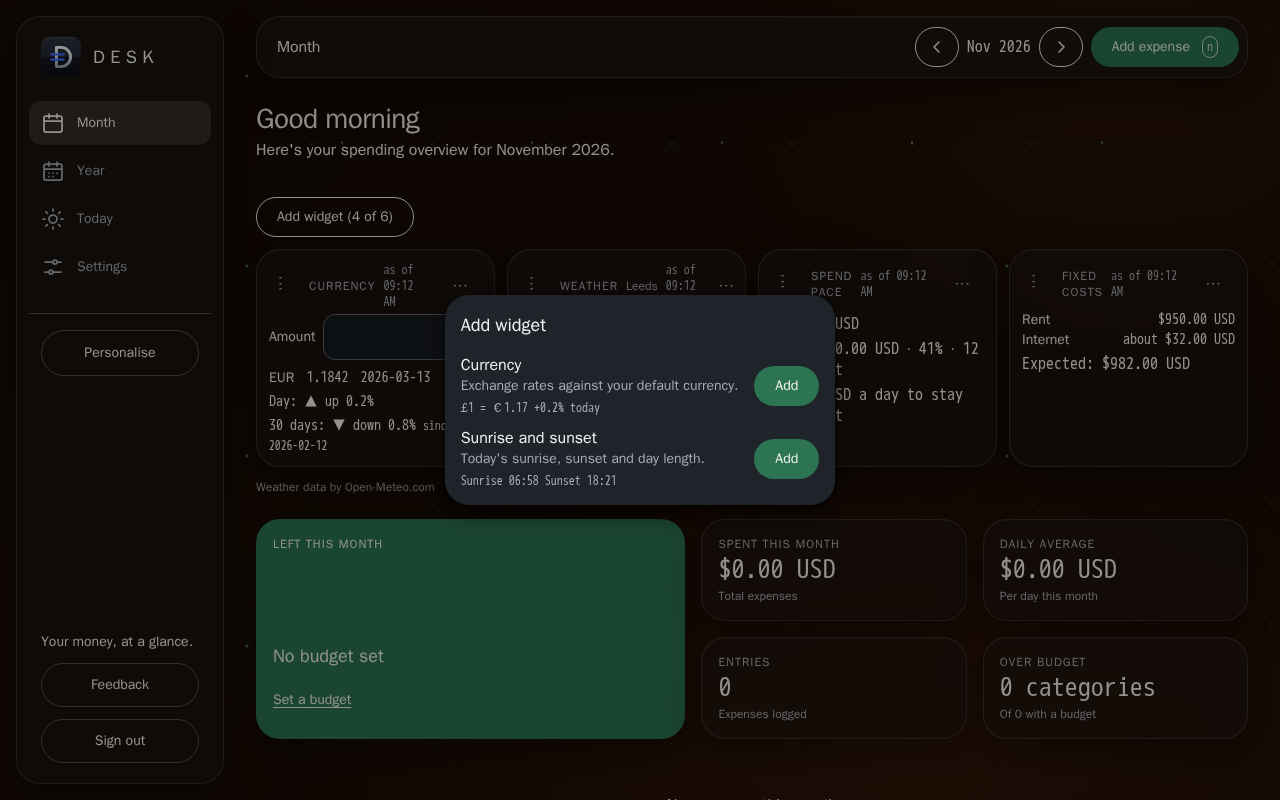 DESK
Month
Year
Today
Settings
Personalise
Your money, at a glance.
Feedback
Sign out
Month
Nov 2026
Add expense n
Good morning
Here's your spending overview for November 2026.
Add widget (4 of 6)
CURRENCY as of 09:12 AM
Amount
EUR 1.1842 2026-03-13
Day: ▲ up 0.2%
30 days: ▼ down 0.8%
2026-02-12
WEATHER Leeds as of 09:12
SPEND PACE as of 09:12 AM
USD
0.00 USD · 41% · 12
USD a day to stay
FIXED COSTS as of 09:12 AM
Rent $950.00 USD
Internet about $32.00 USD
Expected: $982.00 USD
Add widget
Currency
Exchange rates against your default currency.
£1 = €1.17 +0.2% today
Add
Sunrise and sunset
Today's sunrise, sunset and day length.
Sunrise 06:58 Sunset 18:21
Add
Weather data by Open-Meteo.com
LEFT THIS MONTH
No budget set
Set a budget
SPENT THIS MONTH
$0.00 USD
Total expenses
DAILY AVERAGE
$0.00 USD
Per day this month
ENTRIES
0
Expenses logged
OVER BUDGET
0 categories
Of 0 with a budget